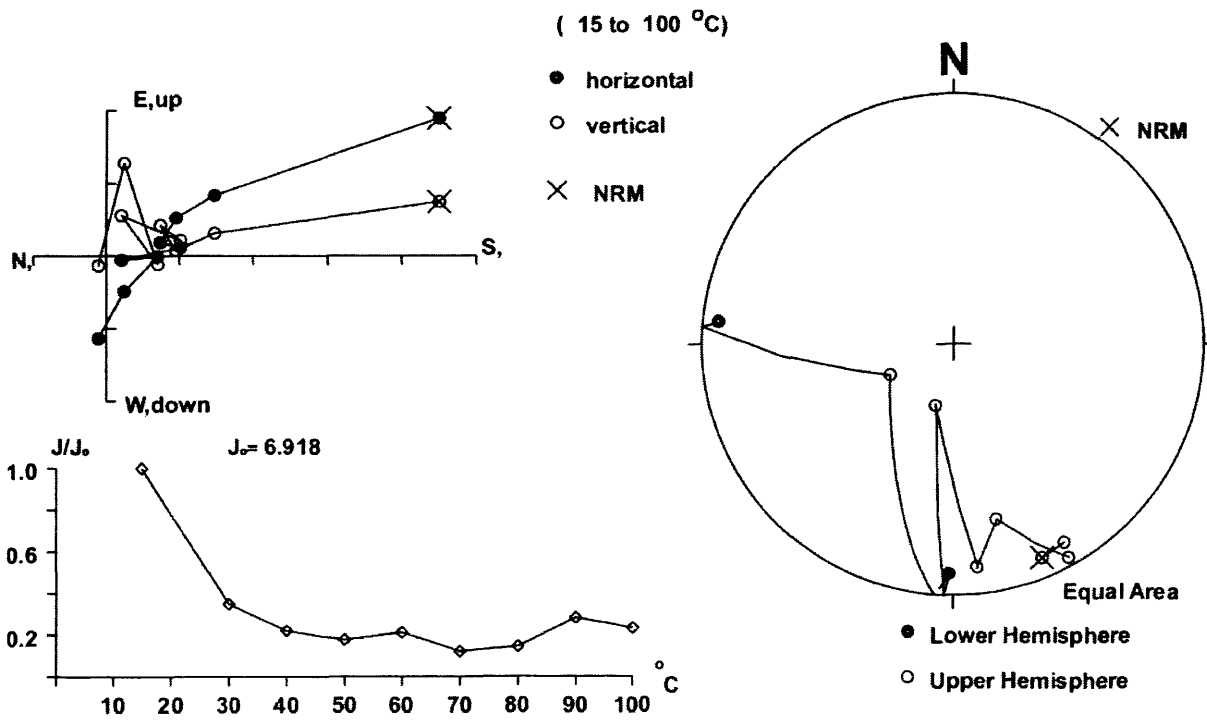 ( 15 to 100 °C)
horizontal
vertical
NRM
E,up
N,
S,
W,down
J/J₀
J₀= 6.918
1.0
0.6
0.2
10 20 30 40 50 60 70 80 90 100
°C
N
NRM
Equal Area
Lower Hemisphere
Upper Hemisphere